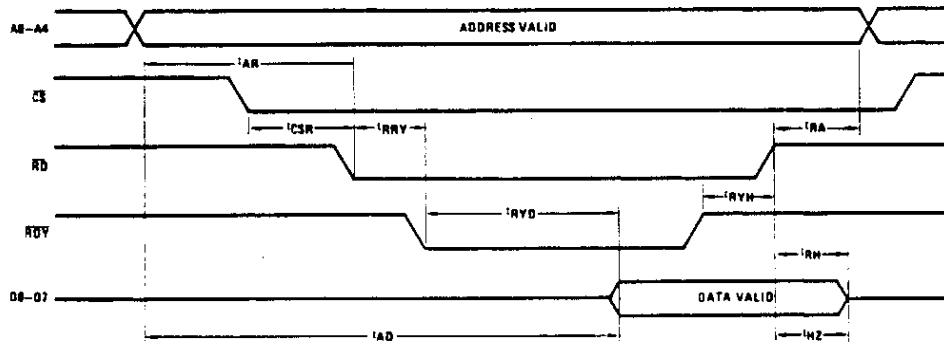 A0-A4
ADDRESS VALID
tAR
CS
tCSR
tRRY
tRA
RD
tRYH
RDY
tRYD
tRH
D0-D7
DATA VALID
tAD
tHZ